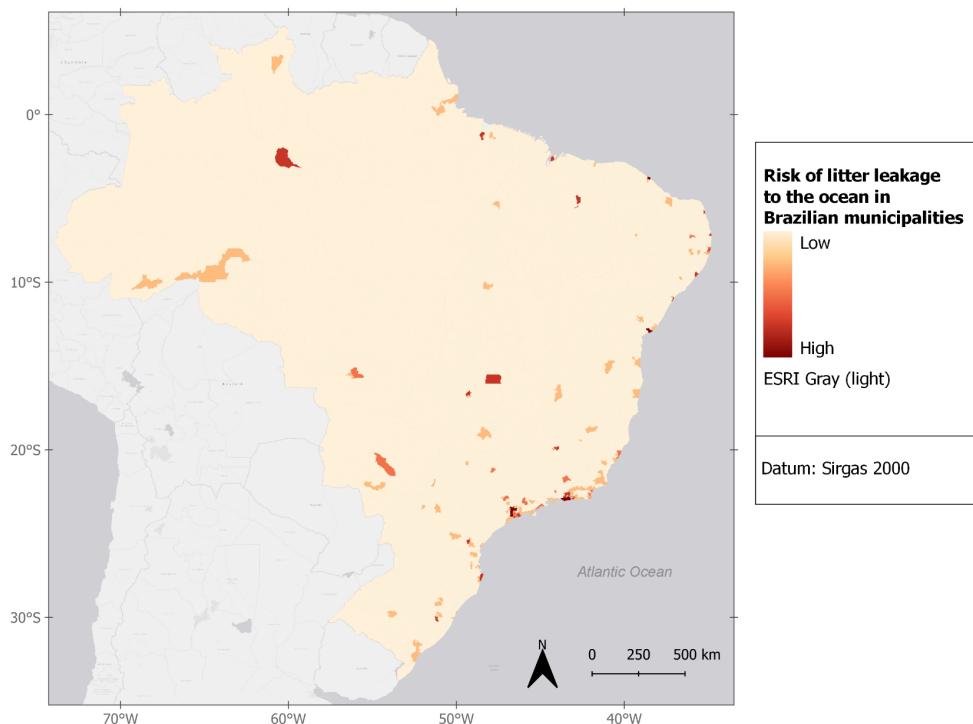 0°
10°S
20°S
30°S
70°W
60°W
50°W
40°W
Atlantic Ocean
N
0 250 500 km
Risk of litter leakage
to the ocean in
Brazilian municipalities
Low
High
ESRI Gray (light)
Datum: Sirgas 2000